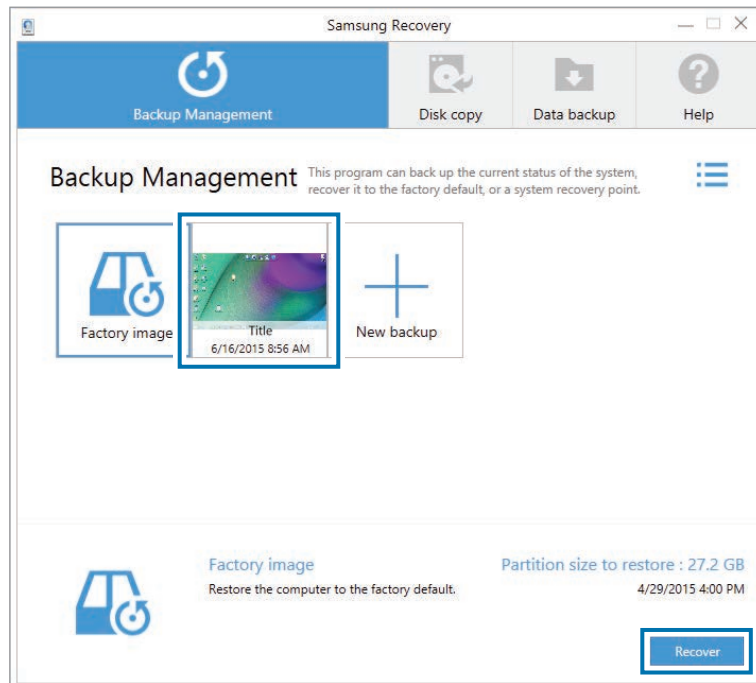 Samsung Recovery
Backup Management
Disk copy
Data backup
Help
Backup Management
This program can back up the current status of the system,
recover it to the factory default, or a system recovery point.
Factory image
Title
6/16/2015 8:56 AM
New backup
Factory image
Restore the computer to the factory default.
Partition size to restore : 27.2 GB
4/29/2015 4:00 PM
Recover